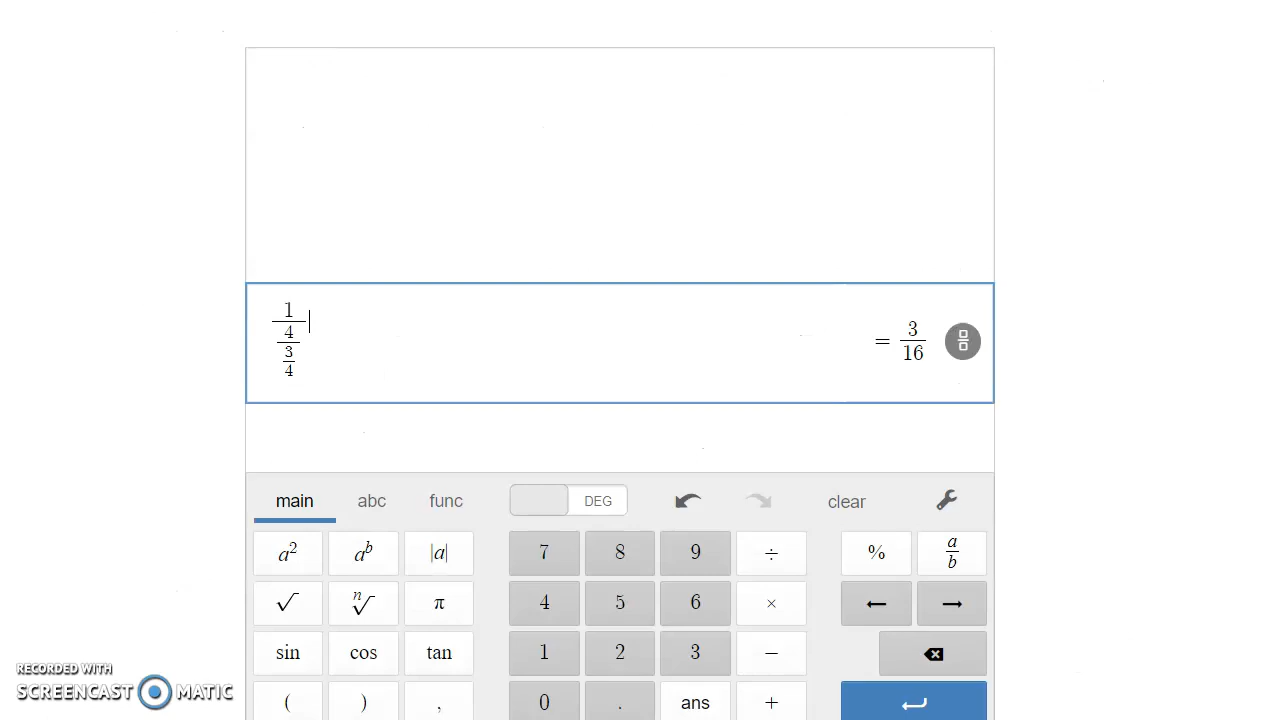 1
4
3
4
= 3/16
main abc func DEG clear
a² aᵇ |a| 7 8 9 ÷ % a/b
√ ⁿ√ π 4 5 6 × ← →
sin cos tan 1 2 3 −
( ) , 0 . ans +
RECORDED WITH
SCREENCAST MATIC